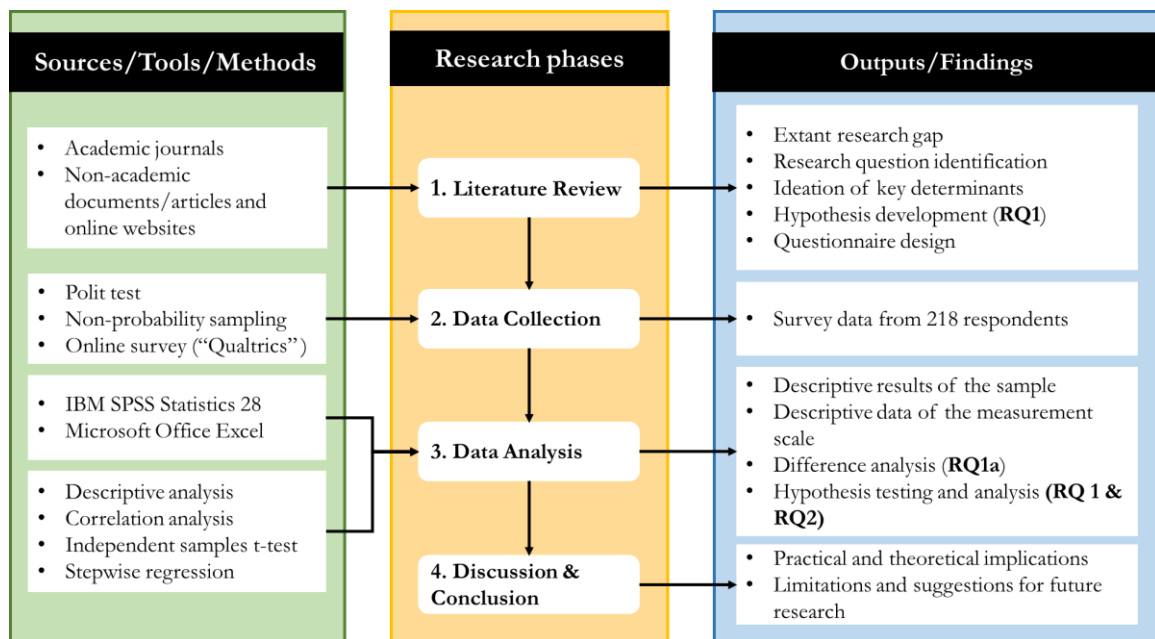 Sources/Tools/Methods
• Academic journals
• Non-academic
documents/articles and
online websites
• Polit test
• Non-probability sampling
• Online survey (“Qualtrics”)
• IBM SPSS Statistics 28
• Microsoft Office Excel
• Descriptive analysis
• Correlation analysis
• Independent samples t-test
• Stepwise regression
Research phases
1. Literature Review
2. Data Collection
3. Data Analysis
4. Discussion &
Conclusion
Outputs/Findings
• Extant research gap
• Research question identification
• Ideation of key determinants
• Hypothesis development (RQ1)
• Questionnaire design
• Survey data from 218 respondents
• Descriptive results of the sample
• Descriptive data of the measurement
scale
• Difference analysis (RQ1a)
• Hypothesis testing and analysis (RQ 1 &
RQ2)
• Practical and theoretical implications
• Limitations and suggestions for future
research